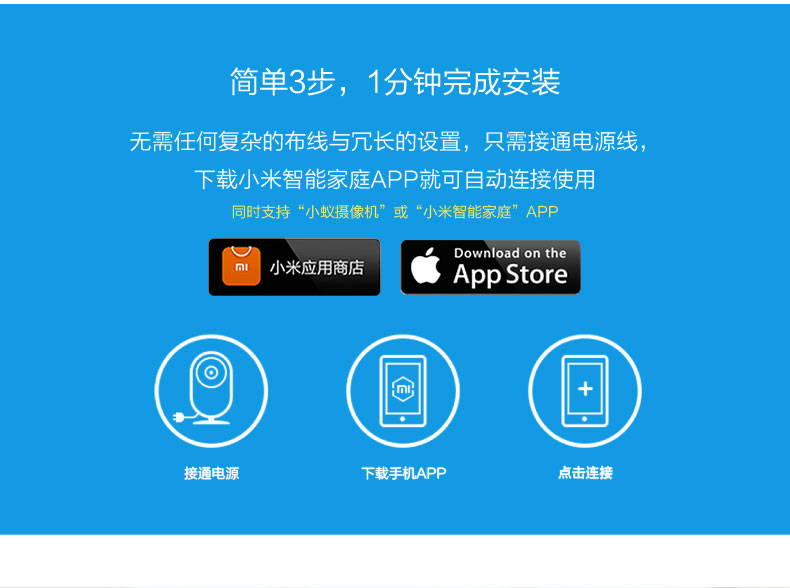 简单3步，1分钟完成安装
无需任何复杂的布线与冗长的设置，只需接通电源线，
下载小米智能家庭APP就可自动连接使用
同时支持“小蚁摄像机”或“小米智能家庭”APP
mi
小米应用商店
Download on the
App Store
mi
接通电源
下载手机APP
点击连接